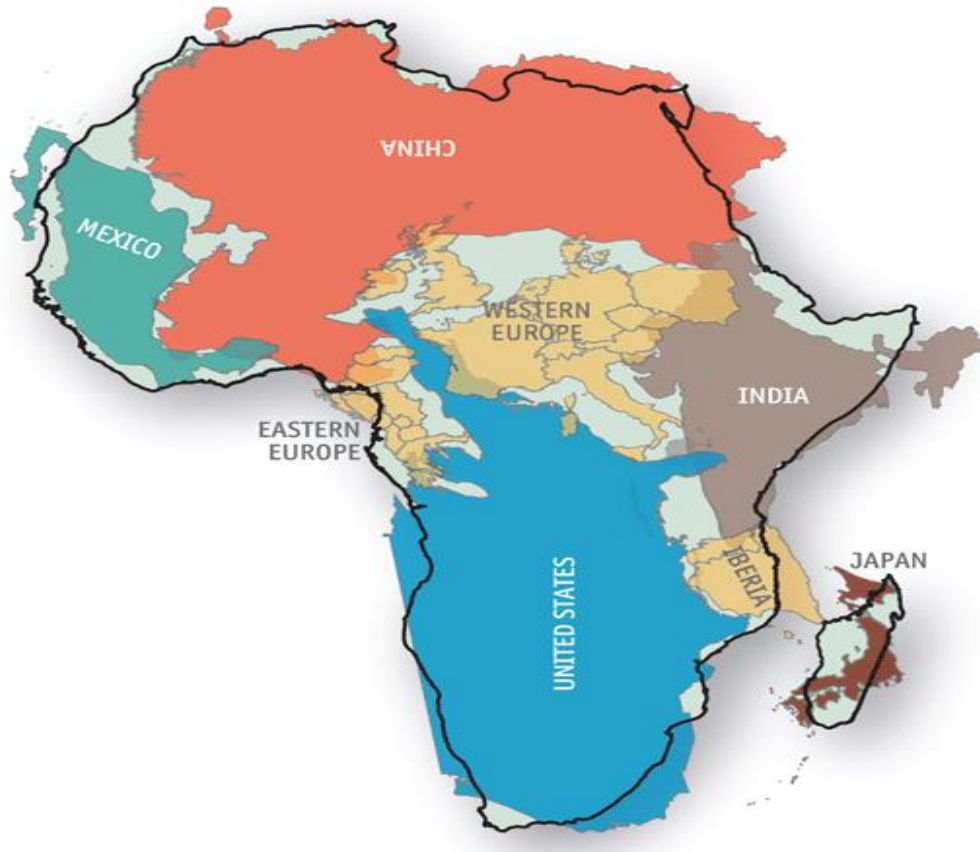 CHINA
MEXICO
WESTERN
EUROPE
INDIA
EASTERN
EUROPE
IBERIA
JAPAN
UNITED STATES